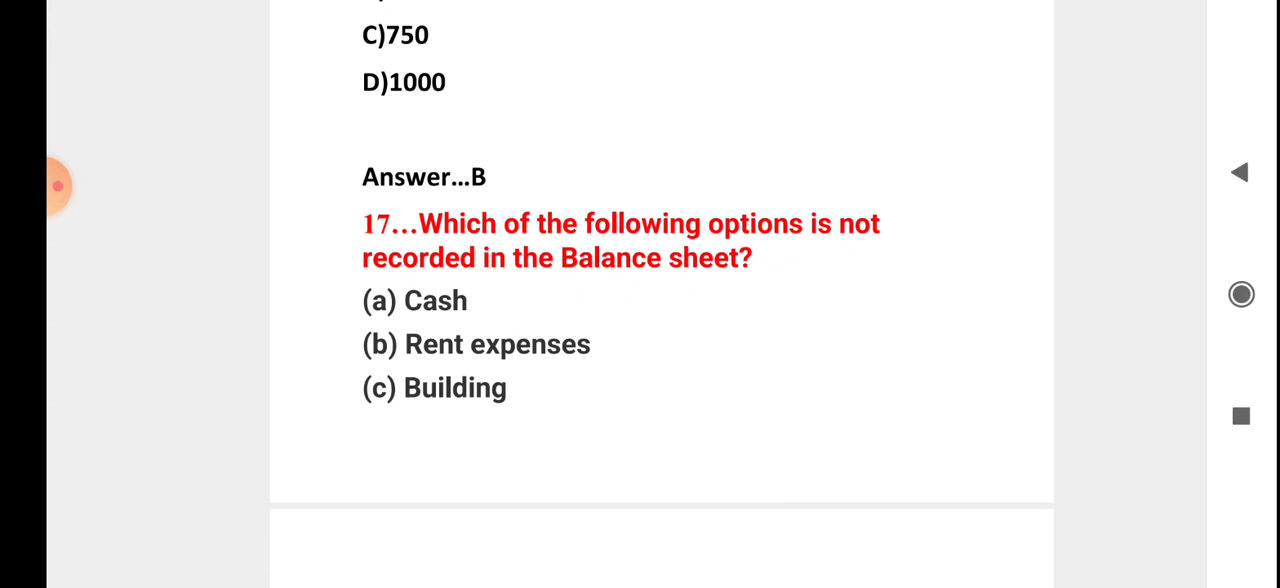 C)750
D)1000
Answer...B
17...Which of the following options is not
recorded in the Balance sheet?
(a) Cash
(b) Rent expenses
(c) Building